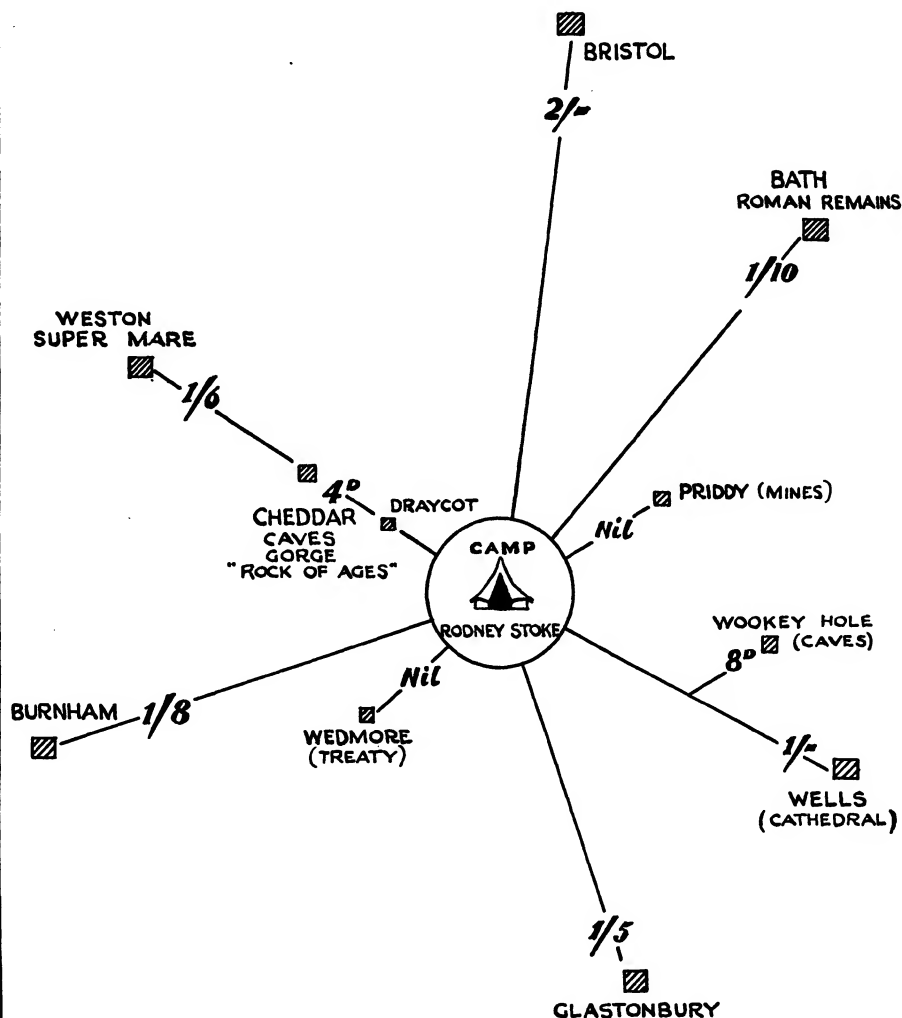 BRISTOL
2/=
BATH
ROMAN REMAINS
1/10
WESTON
SUPER MARE
1/6
4D
DRAYCOT
CHEDDAR
CAVES
GORGE
"ROCK OF AGES"
PRIDDY (MINES)
Nil
CAMP
RODNEY STOKE
WOOKEY HOLE
(CAVES)
8D
Nil
BURNHAM
1/8
WEDMORE
(TREATY)
1/=
WELLS
(CATHEDRAL)
1/5
GLASTONBURY